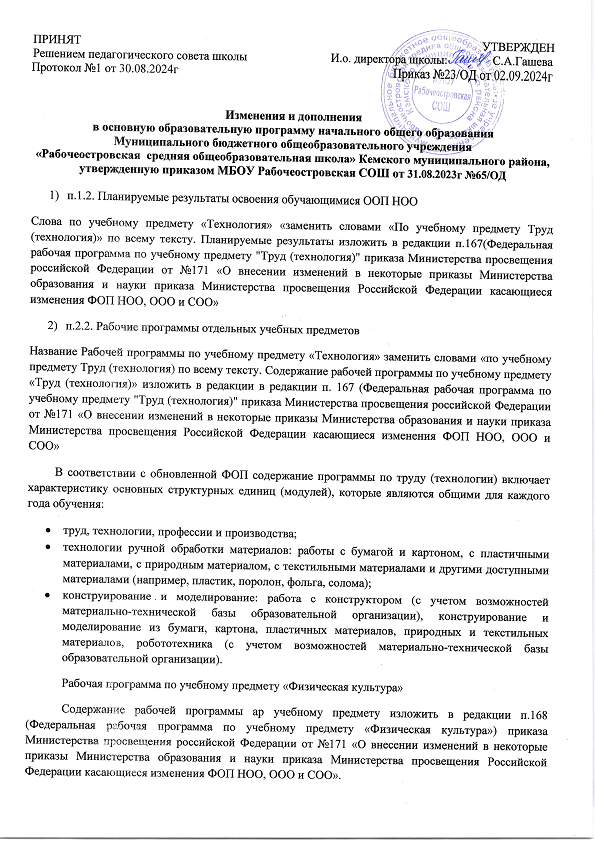 ПРИНЯТ УТВЕРЖДЕН
Решением педагогического совета школы И.о. директора школы: С.А.Гашева
Протокол №1 от 30.08.2024г Приказ №23/ОД от 02.09.2024г
Рабочеостровская
СОШ
Изменения и дополнения
в основную образовательную программу начального общего образования
Муниципального бюджетного общеобразовательного учреждения
«Рабочеостровская средняя общеобразовательная школа» Кемского муниципального района,
утвержденную приказом МБОУ Рабочеостровская СОШ от 31.08.2023г №65/ОД
1) п.1.2. Планируемые результаты освоения обучающимися ООП НОО
Слова по учебному предмету «Технология» «заменить словами «По учебному предмету Труд
(технология)» по всему тексту. Планируемые результаты изложить в редакции п.167(Федеральная
рабочая программа по учебному предмету "Труд (технология)" приказа Министерства просвещения
российской Федерации от №171 «О внесении изменений в некоторые приказы Министерства
образования и науки приказа Министерства просвещения Российской Федерации касающиеся
изменения ФОП НОО, ООО и СОО»
2) п.2.2. Рабочие программы отдельных учебных предметов
Название Рабочей программы по учебному предмету «Технология» заменить словами «по учебному
предмету Труд (технология) по всему тексту. Содержание рабочей программы по учебному предмету
«Труд (технология)» изложить в редакции в редакции п. 167 (Федеральная рабочая программа по
учебному предмету "Труд (технология)" приказа Министерства просвещения российской Федерации
от №171 «О внесении изменений в некоторые приказы Министерства образования и науки приказа
Министерства просвещения Российской Федерации касающиеся изменения ФОП НОО, ООО и
СОО»
В соответствии с обновленной ФОП содержание программы по труду (технологии) включает
характеристику основных структурных единиц (модулей), которые являются общими для каждого
года обучения:
• труд, технологии, профессии и производства;
• технологии ручной обработки материалов: работы с бумагой и картоном, с пластичными
материалами, с природным материалом, с текстильными материалами и другими доступными
материалами (например, пластик, поролон, фольга, солома);
• конструирование и моделирование: работа с конструктором (с учетом возможностей
материально-технической базы образовательной организации), конструирование и
моделирование из бумаги, картона, пластичных материалов, природных и текстильных
материалов, робототехника (с учетом возможностей материально-технической базы
образовательной организации).
Рабочая программа по учебному предмету «Физическая культура»
Содержание рабочей программы ар учебному предмету изложить в редакции п.168
(Федеральная рабочая программа по учебному предмету «Физическая культура») приказа
Министерства просвещения российской Федерации от №171 «О внесении изменений в некоторые
приказы Министерства образования и науки приказа Министерства просвещения Российской
Федерации касающиеся изменения ФОП НОО, ООО и СОО».